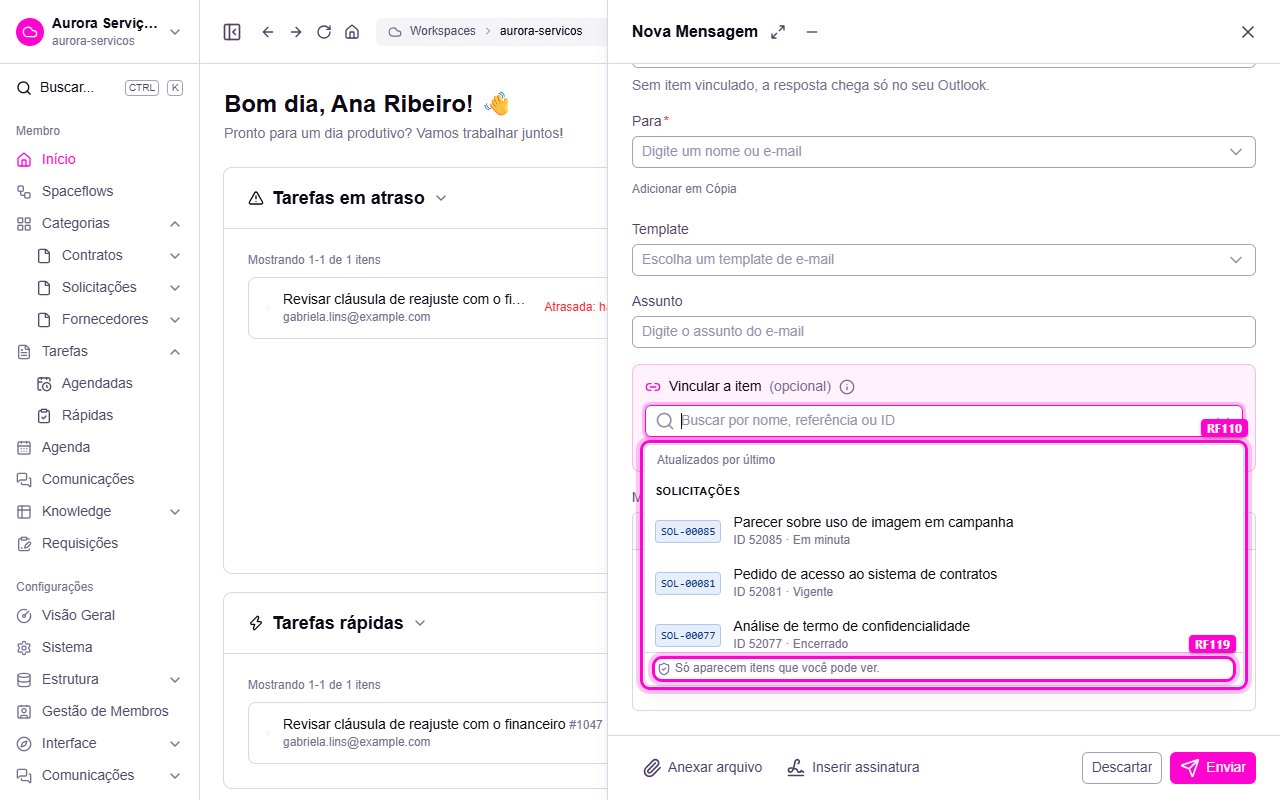 Aurora Serviç...
aurora-servicos
Buscar...
CTRL K
Membro
Início
Spaceflows
Categorias
Contratos
Solicitações
Fornecedores
Tarefas
Agendadas
Rápidas
Agenda
Comunicações
Knowledge
Requisições
Configurações
Visão Geral
Sistema
Estrutura
Gestão de Membros
Interface
Comunicações
Workspaces > aurora-servicos
Bom dia, Ana Ribeiro! 👋
Pronto para um dia produtivo? Vamos trabalhar juntos!
Tarefas em atraso
Mostrando 1-1 de 1 itens
Revisar cláusula de reajuste com o fi...
gabriela.lins@example.com
Atrasada: há
Tarefas rápidas
Mostrando 1-1 de 1 itens
Revisar cláusula de reajuste com o financeiro #1047
gabriela.lins@example.com
Nova Mensagem
Sem item vinculado, a resposta chega só no seu Outlook.
Para*
Digite um nome ou e-mail
Adicionar em Cópia
Template
Escolha um template de e-mail
Assunto
Digite o assunto do e-mail
Vincular a item (opcional)
Buscar por nome, referência ou ID
RF110
Atualizados por último
SOLICITAÇÕES
SOL-00085
Parecer sobre uso de imagem em campanha
ID 52085 · Em minuta
SOL-00081
Pedido de acesso ao sistema de contratos
ID 52081 · Vigente
SOL-00077
Análise de termo de confidencialidade
ID 52077 · Encerrado
RF119
Só aparecem itens que você pode ver.
Anexar arquivo
Inserir assinatura
Descartar
Enviar